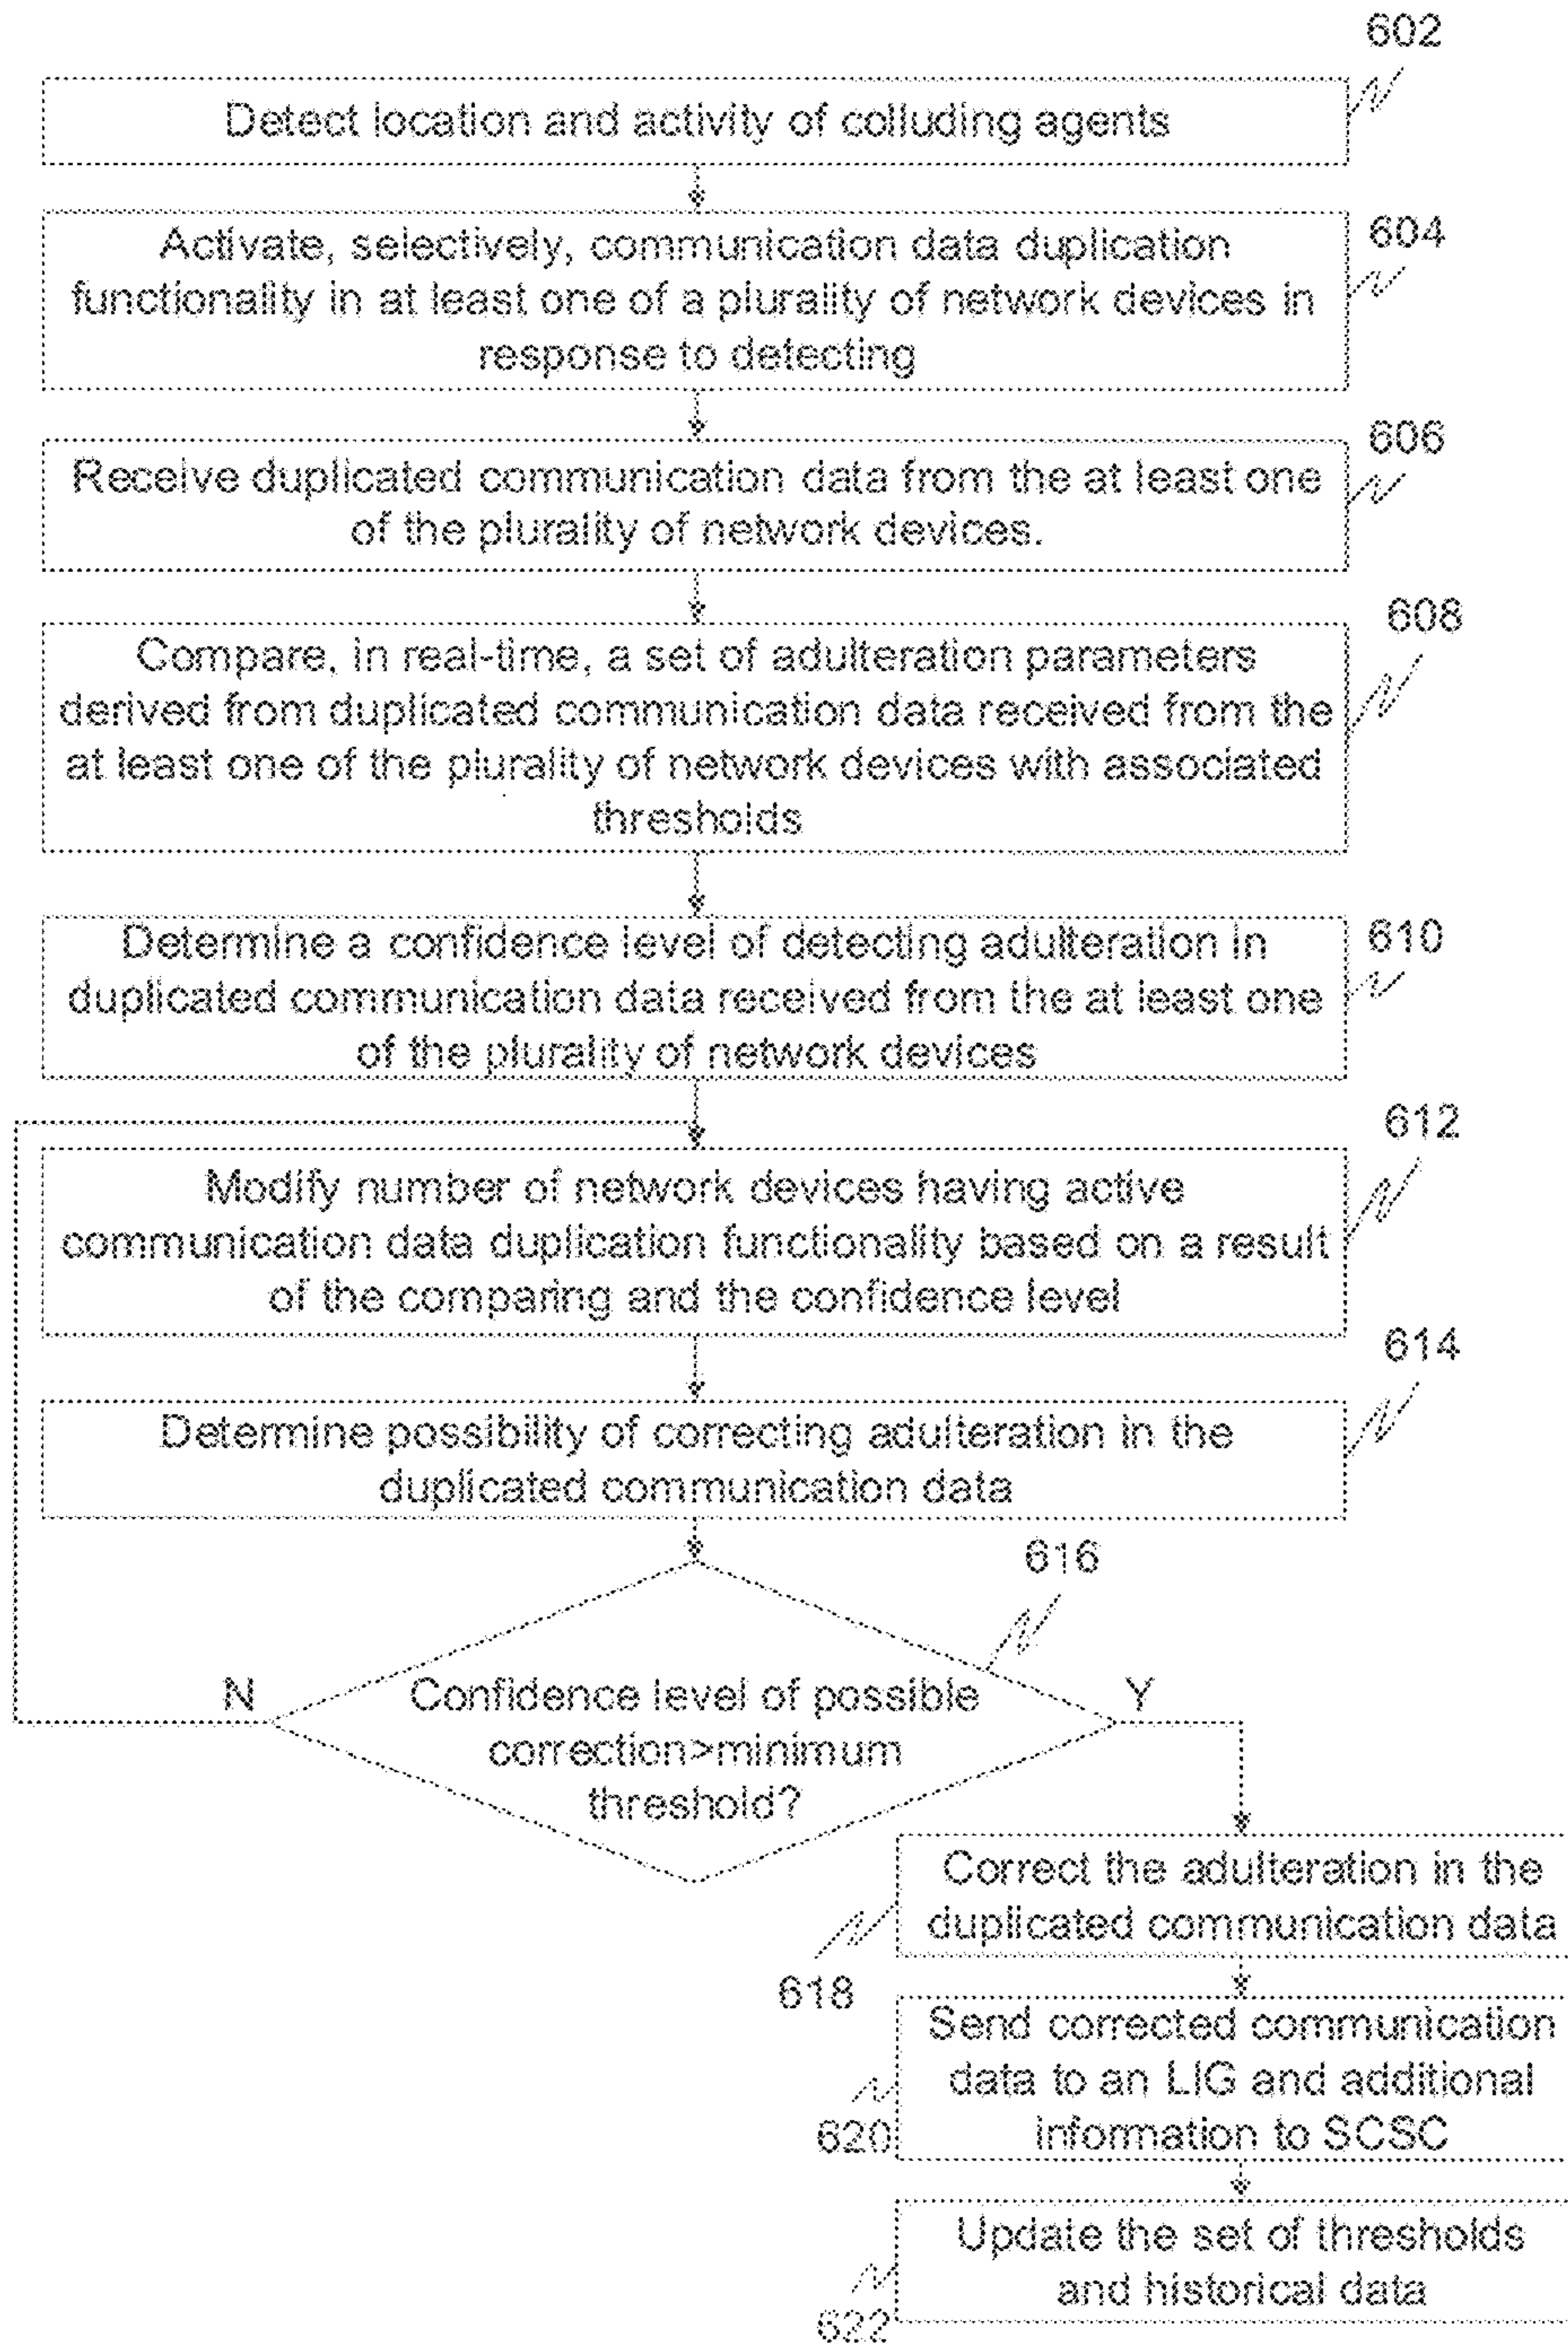 602
Detect location and activity of colluding agents
604
Activate, selectively, communication data duplication
functionality in at least one of a plurality of network devices in
response to detecting
606
Receive duplicated communication data from the at least one
of the plurality of network devices.
608
Compare, in real-time, a set of adulteration parameters
derived from duplicated communication data received from the
at least one of the plurality of network devices with associated
thresholds
610
Determine a confidence level of detecting adulteration in
duplicated communication data received from the at least one
of the plurality of network devices
612
Modify number of network devices having active
communication data duplication functionality based on a result
of the comparing and the confidence level
614
Determine possibility of correcting adulteration in the
duplicated communication data
616
N
Y
Confidence level of possible
correction>minimum
threshold?
Correct the adulteration in the
duplicated communication data
618
Send corrected communication
data to an LIG and additional
information to SCSC
620
Update the set of thresholds
and historical data
622